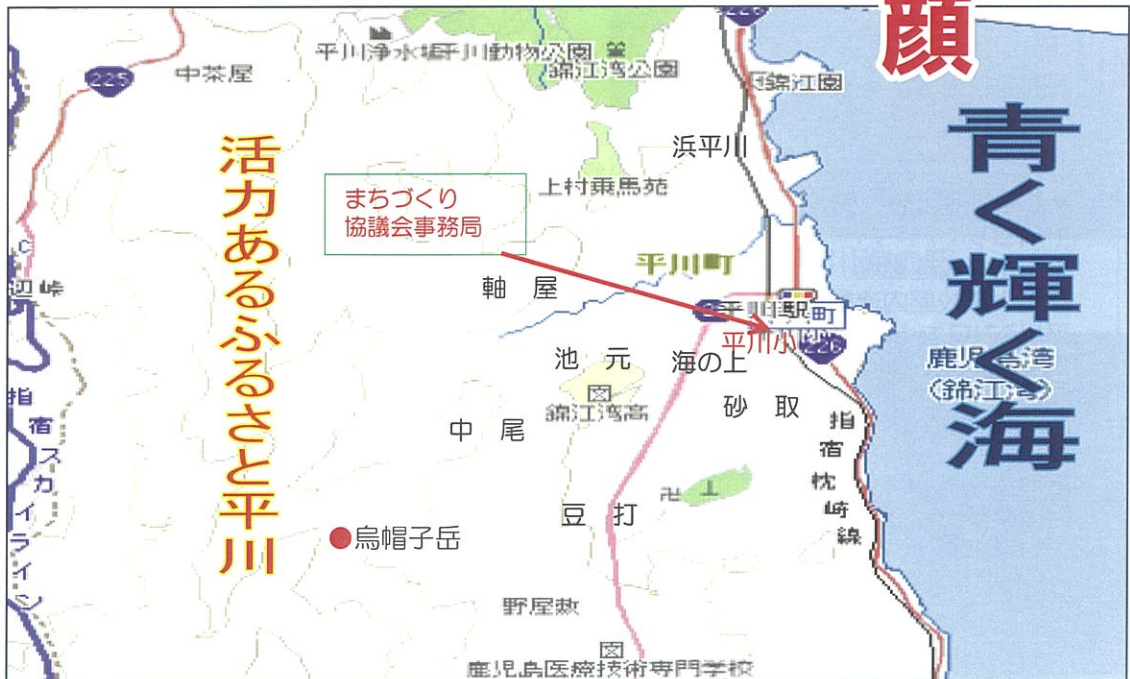 顔
青く輝く海
活力あるふるさと平川
225
中茶屋
平川浄水場
平川動物公園
錦江湾公園
錦江園
浜平川
上村乗馬苑
まちづくり
協議会事務局
平川町
軸屋
平川駅
町
平川小
226
池元
海の上
鹿児島湾
(錦江湾)
錦江湾高
砂取
中尾
指宿枕崎線
豆打
烏帽子岳
野屋敷
鹿児島医療技術専門学校
指宿スカイライン